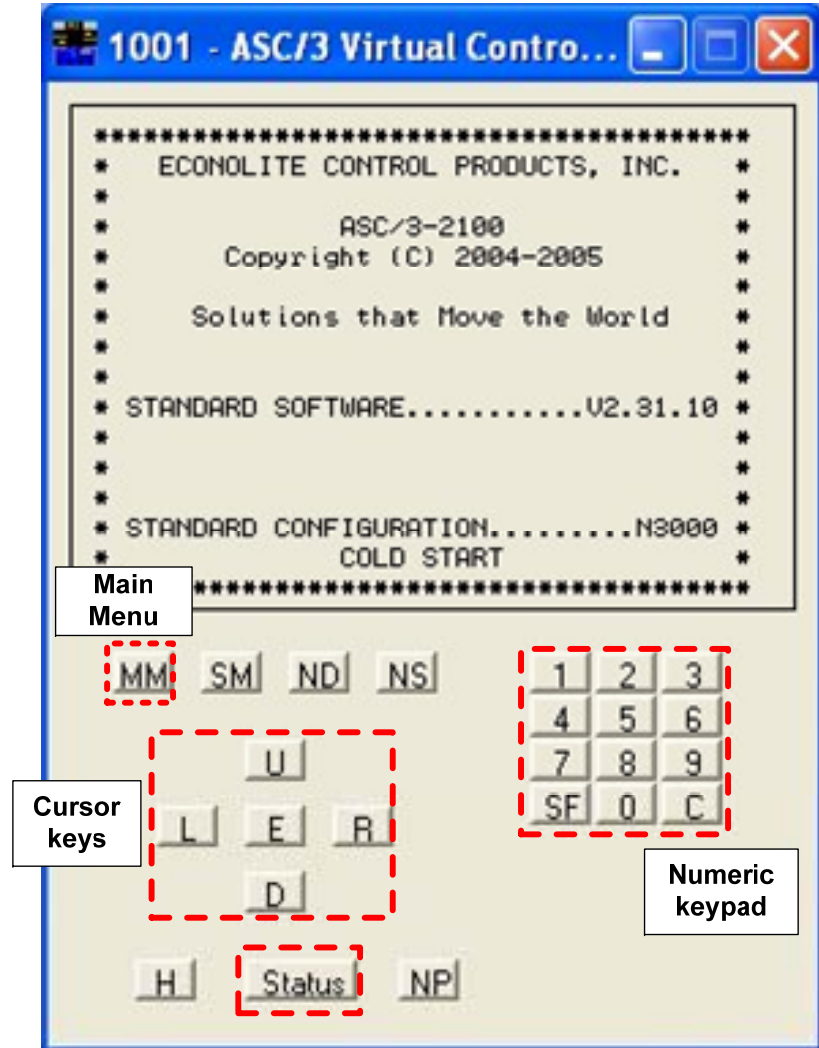 1001 - ASC/3 Virtual Contro...
****************************************
* ECONOLITE CONTROL PRODUCTS, INC. *
* *
* ASC/3-2100 *
* Copyright (C) 2004-2005 *
* *
* Solutions that Move the World *
* *
* *
* STANDARD SOFTWARE...........V2.31.10 *
* *
* *
* *
* STANDARD CONFIGURATION.........N3000 *
* COLD START *
**********************************
Main
Menu
MM SM ND NS
1 2 3
4 5 6
7 8 9
SF 0 C
U
L E R
D
Cursor
keys
Numeric
keypad
H Status NP